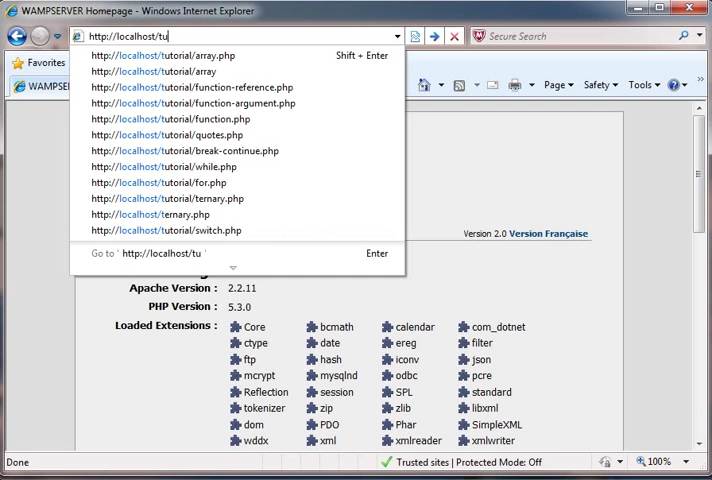 WAMPSERVER Homepage - Windows Internet Explorer
http://localhost/tu
Secure Search
Favorites
http://localhost/tutorial/array.php Shift + Enter
http://localhost/tutorial/array
http://localhost/tutorial/function-reference.php
http://localhost/tutorial/function-argument.php
http://localhost/tutorial/function.php
http://localhost/tutorial/quotes.php
http://localhost/tutorial/break-continue.php
http://localhost/tutorial/while.php
http://localhost/tutorial/for.php
http://localhost/tutorial/ternary.php
http://localhost/ternary.php
http://localhost/tutorial/switch.php
Go to ' http://localhost/tu ' Enter
WAMPSE
Page Safety Tools
Version 2.0 Version Française
Apache Version : 2.2.11
PHP Version : 5.3.0
Loaded Extensions : Core bcmath calendar com_dotnet
ctype date ereg filter
ftp hash iconv json
mcrypt mysqlnd odbc pcre
Reflection session SPL standard
tokenizer zip zlib libxml
dom PDO Phar SimpleXML
wddx xml xmlreader xmlwriter
Done Trusted sites | Protected Mode: Off 100%